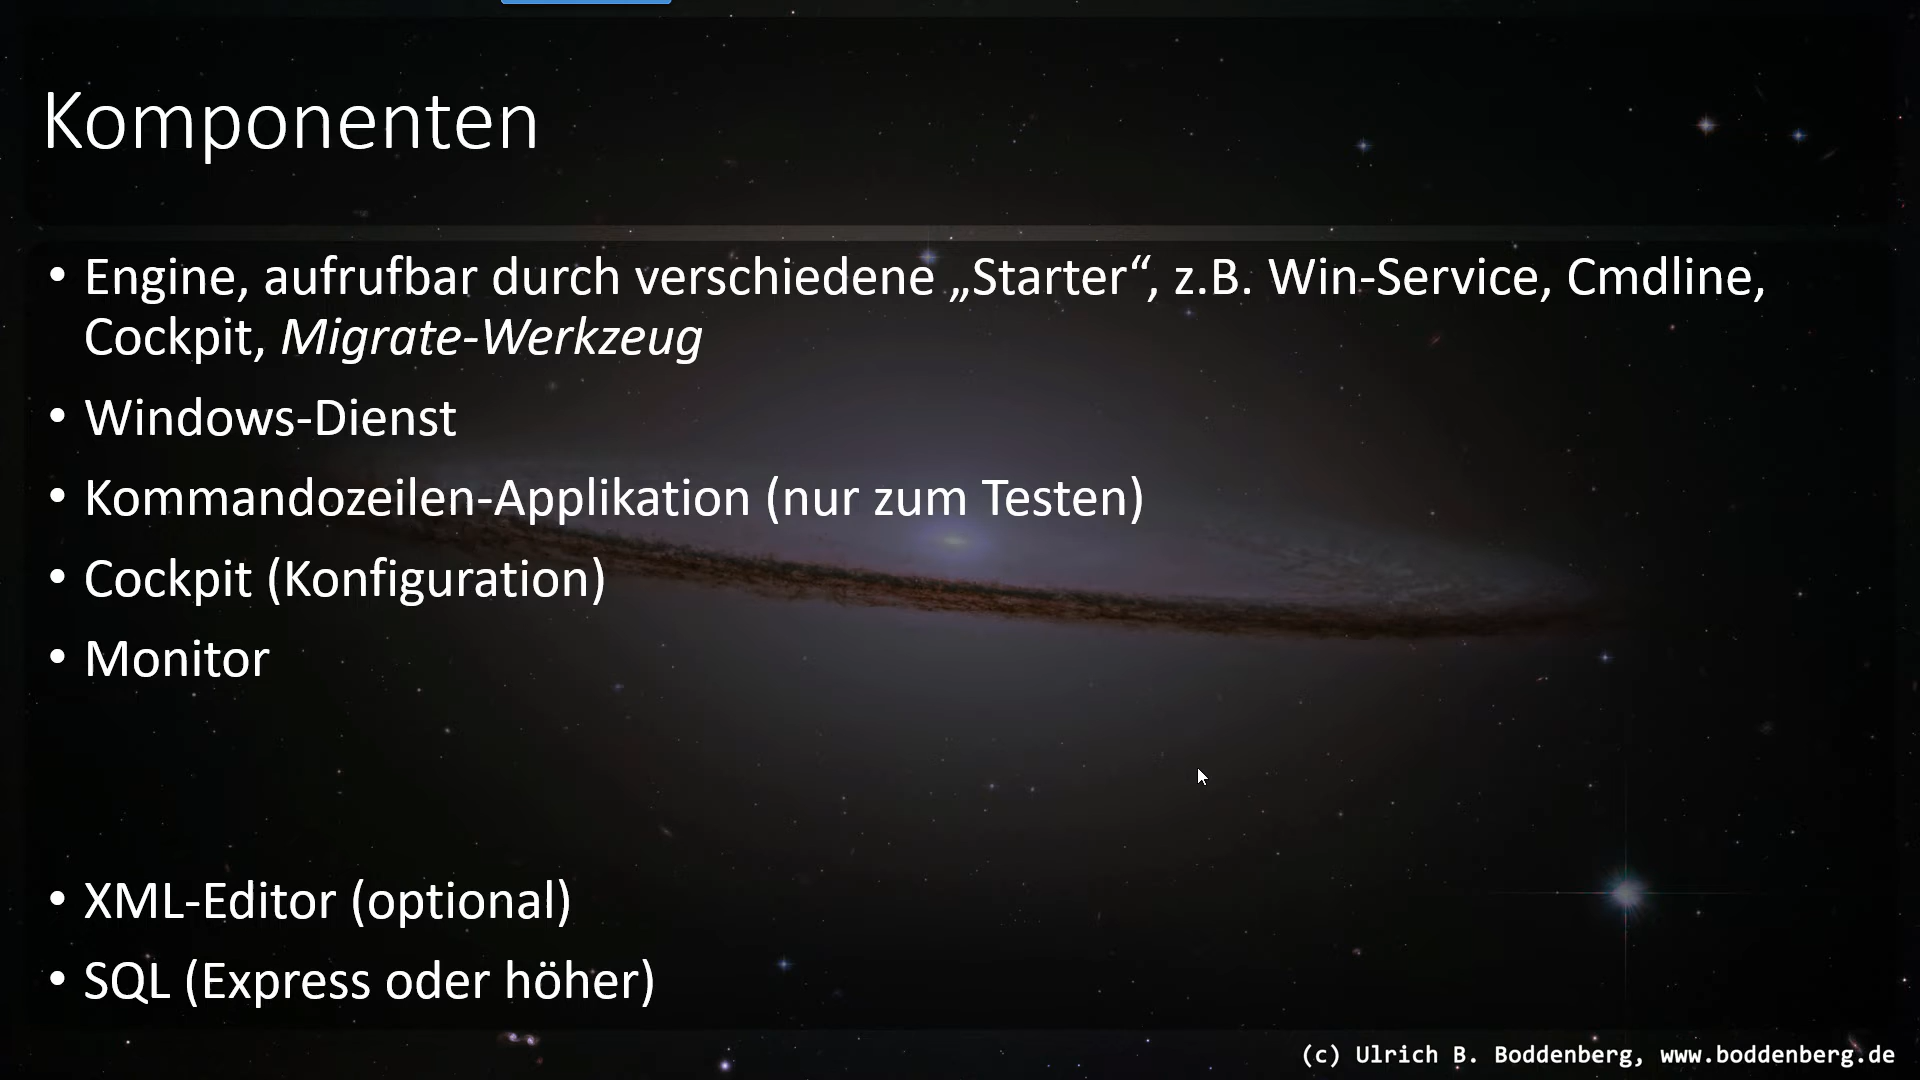 Komponenten
• Engine, aufrufbar durch verschiedene „Starter“, z.B. Win-Service, Cmdline,
Cockpit, Migrate-Werkzeug
• Windows-Dienst
• Kommandozeilen-Applikation (nur zum Testen)
• Cockpit (Konfiguration)
• Monitor
• XML-Editor (optional)
• SQL (Express oder höher)
(c) Ulrich B. Boddenberg, www.boddenberg.de